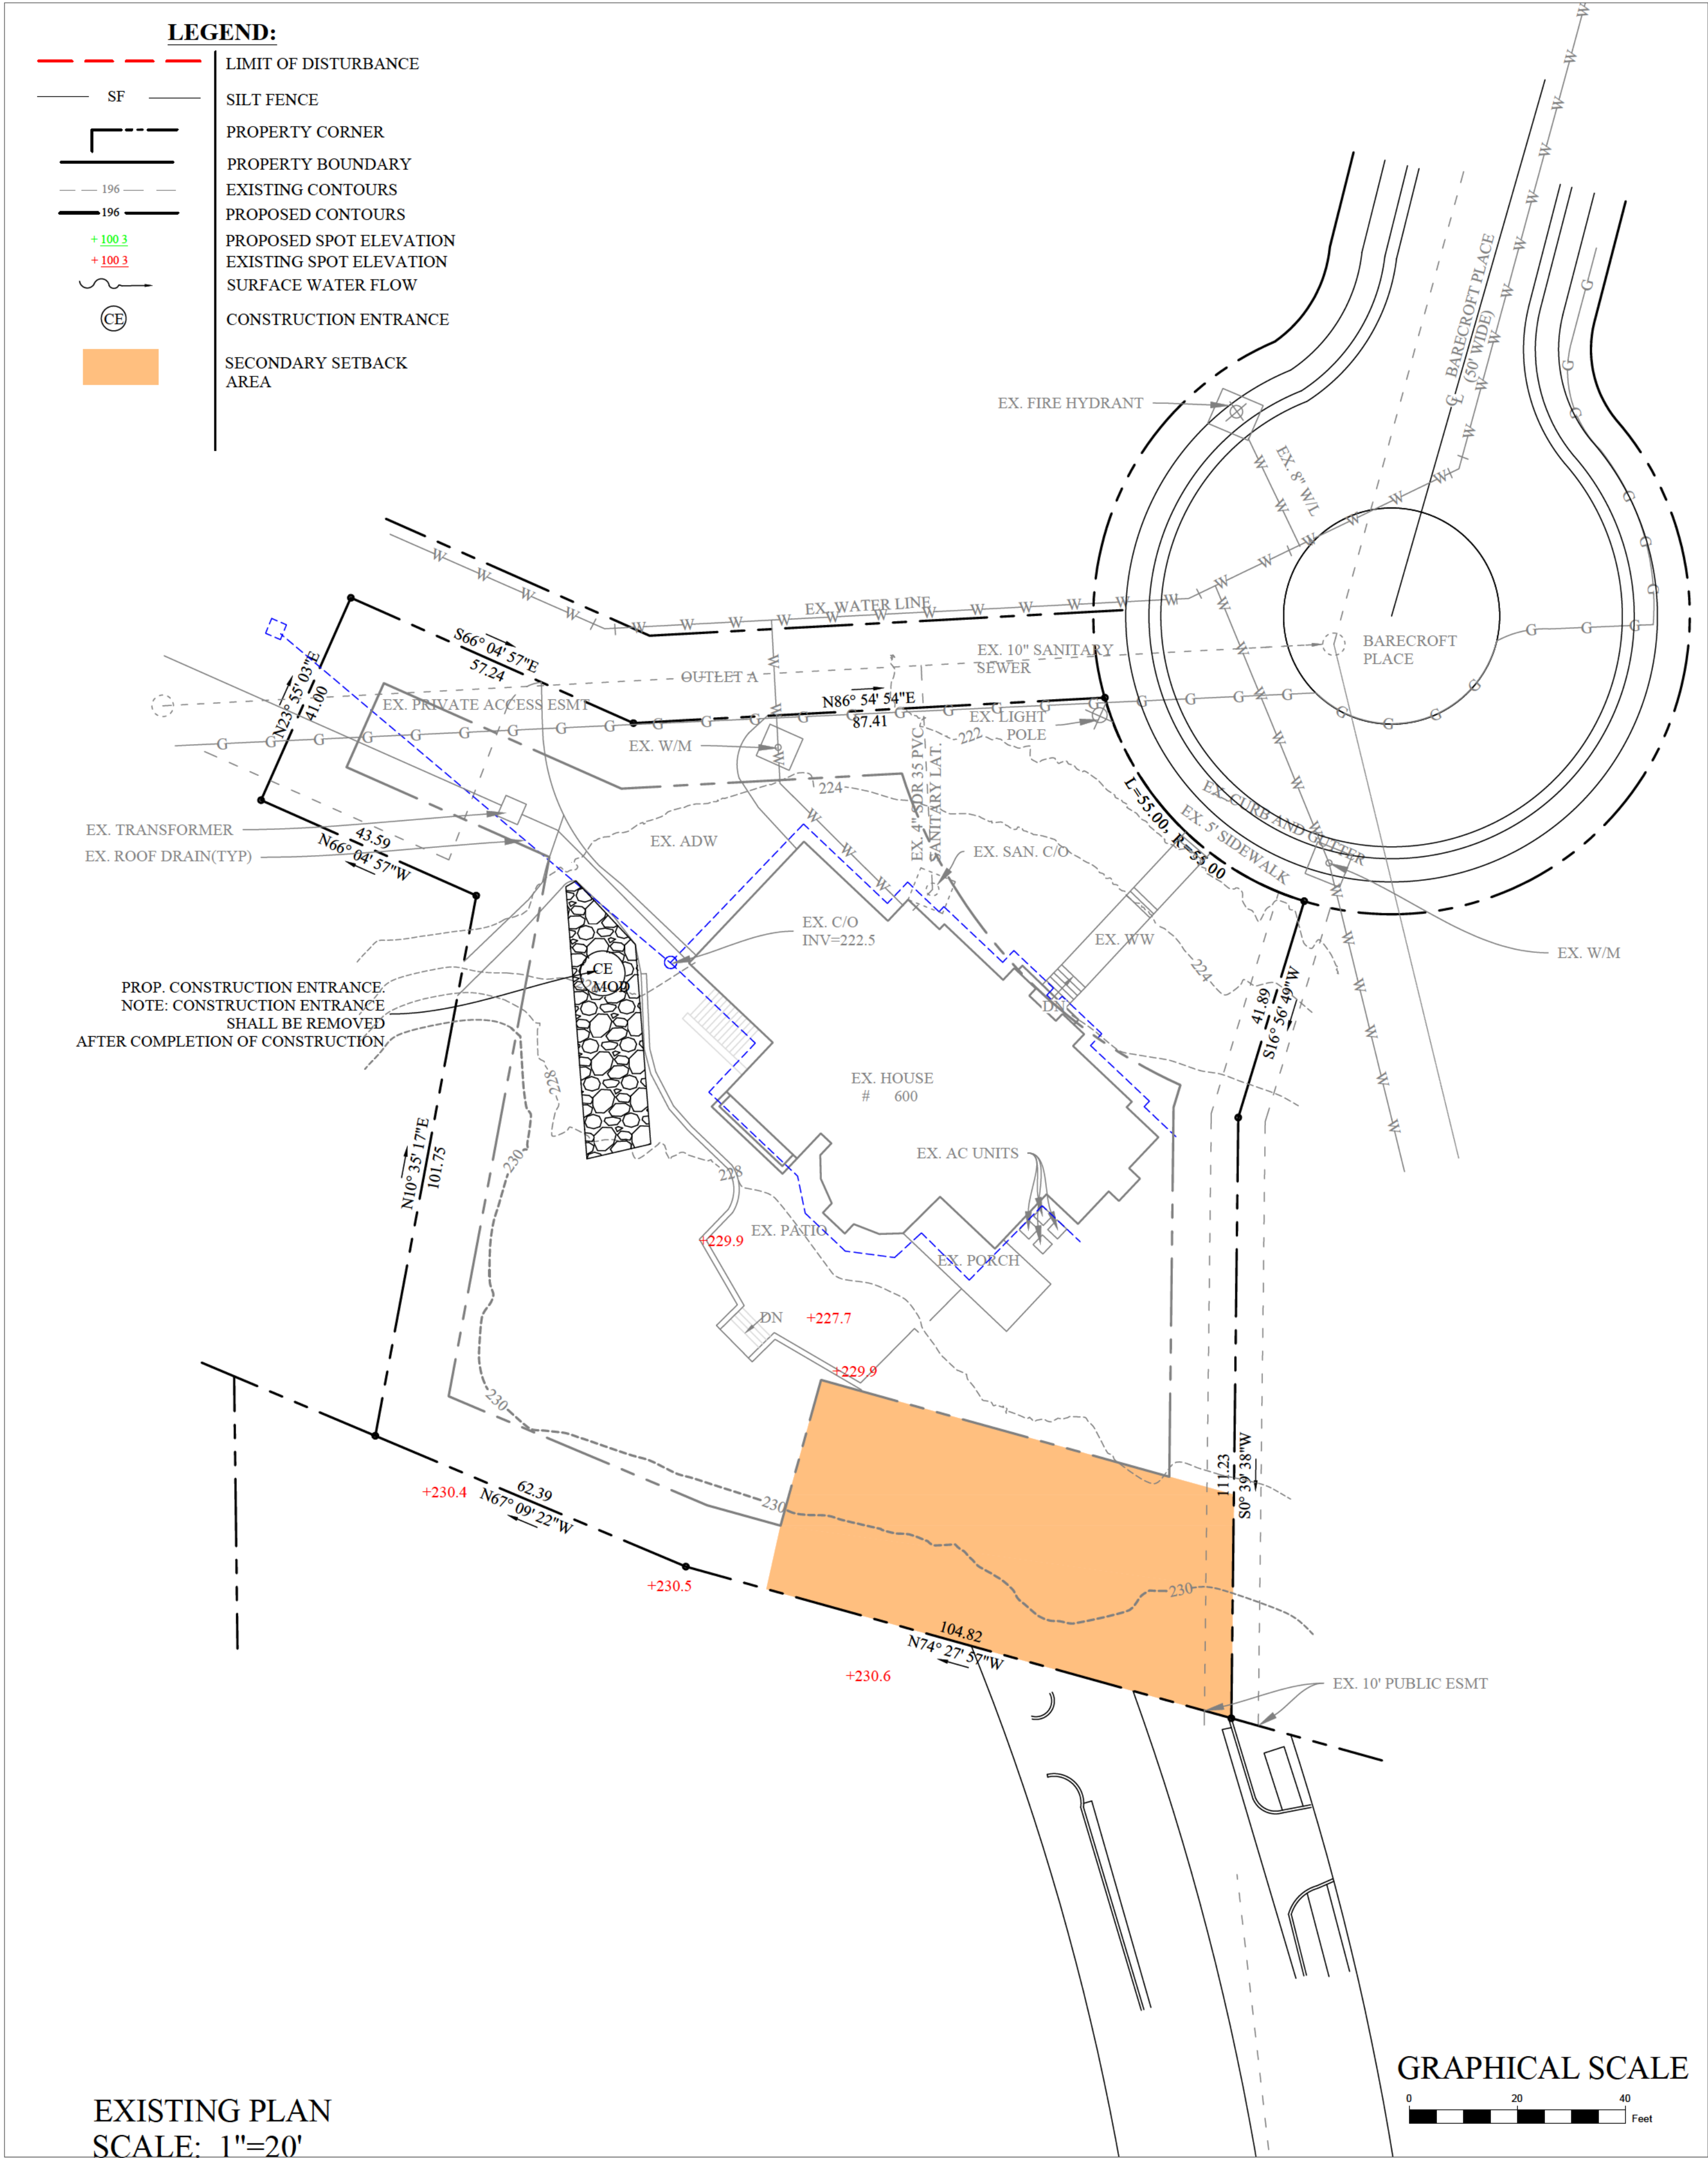 LEGEND:
LIMIT OF DISTURBANCE
SF
SILT FENCE
PROPERTY CORNER
PROPERTY BOUNDARY
196
EXISTING CONTOURS
196
PROPOSED CONTOURS
+ 100 3
PROPOSED SPOT ELEVATION
+ 100 3
EXISTING SPOT ELEVATION
SURFACE WATER FLOW
CE
CONSTRUCTION ENTRANCE
SECONDARY SETBACK
AREA
BARECROFT PLACE
(50' WIDE)
EX. FIRE HYDRANT
EX. 8" W/L
EX. WATER LINE
BARECROFT
PLACE
EX. 10" SANITARY
SEWER
OUTLET A
S66° 04' 57"E
57.24
N23° 55' 03"E
41.00
EX. PRIVATE ACCESS ESMT
N86° 54' 54"E
87.41
EX. LIGHT
POLE
EX. W/M
222
224
EX. 4" SDR 35 PVC
SANITARY LAT.
L=55.00, R=55.00
EX. CURB AND GUTTER
EX. 5' SIDEWALK
EX. TRANSFORMER
EX. ROOF DRAIN(TYP)
43.59
N66° 04' 57"W
EX. ADW
EX. SAN. C/O
EX. C/O
INV=222.5
EX. WW
EX. W/M
224
CE
MOD
DN
PROP. CONSTRUCTION ENTRANCE.
NOTE: CONSTRUCTION ENTRANCE
SHALL BE REMOVED
AFTER COMPLETION OF CONSTRUCTION
41.89
S16° 56' 49"W
EX. HOUSE
# 600
228
230
228
N10° 35' 17"E
101.75
EX. AC UNITS
+229.9
EX. PATIO
EX. PORCH
DN
+227.7
+229.9
230
111.23
S0° 39' 38"W
+230.4
62.39
N67° 09' 22"W
230
+230.5
230
104.82
N74° 27' 57"W
+230.6
EX. 10' PUBLIC ESMT
GRAPHICAL SCALE
0 20 40
Feet
EXISTING PLAN
SCALE: 1"=20'